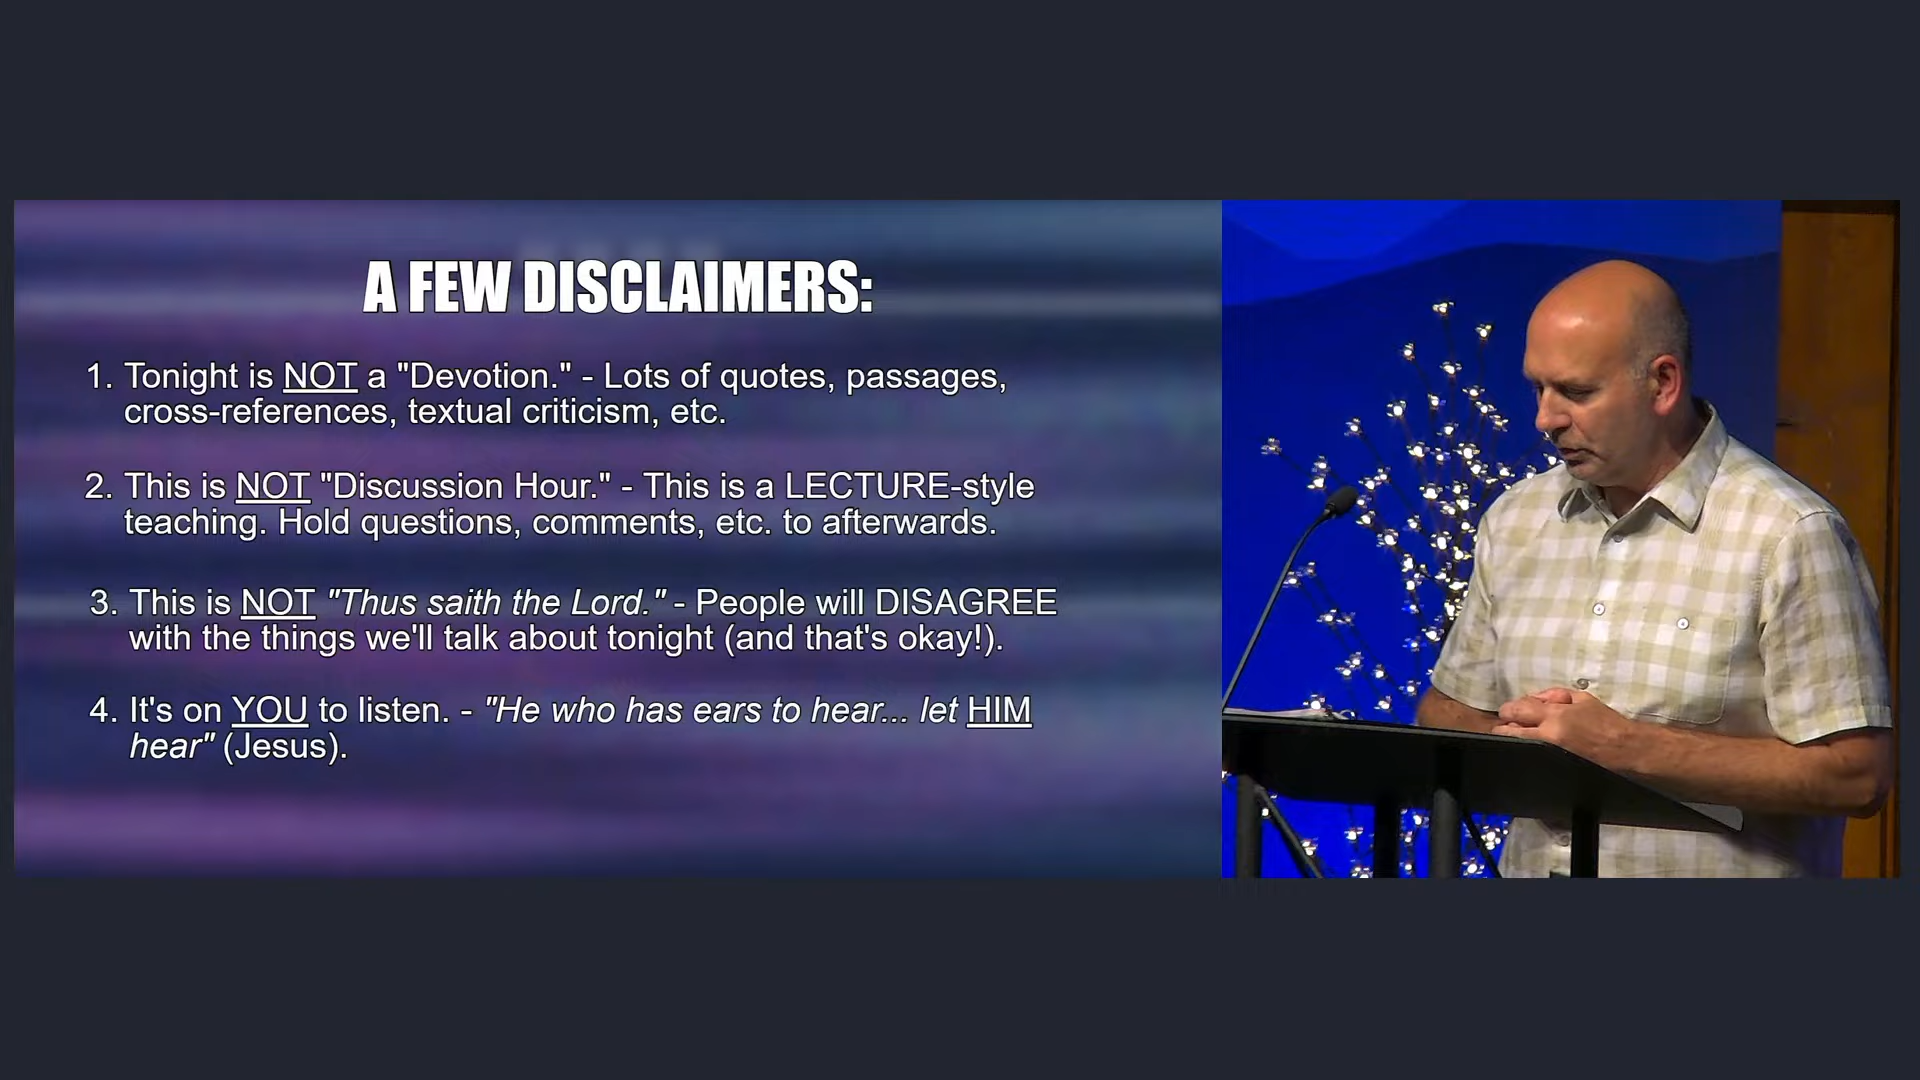 A FEW DISCLAIMERS:
1. Tonight is NOT a "Devotion." - Lots of quotes, passages,
cross-references, textual criticism, etc.
2. This is NOT "Discussion Hour." - This is a LECTURE-style
teaching. Hold questions, comments, etc. to afterwards.
3. This is NOT "Thus saith the Lord." - People will DISAGREE
with the things we'll talk about tonight (and that's okay!).
4. It's on YOU to listen. - "He who has ears to hear... let HIM
hear" (Jesus).